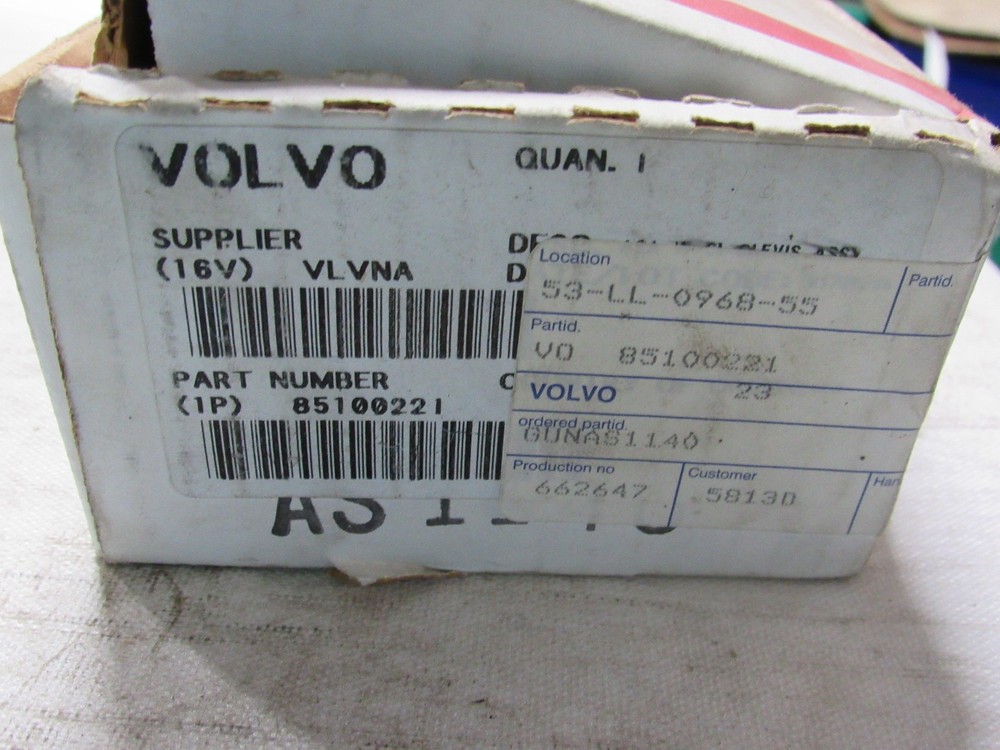 VOLVO QUAN. 1
SUPPLIER
(16V) VLVNA
PART NUMBER
(1P) 85100221
Location Partid.
53-LL-0968-55
Partid.
VO 85100221
VOLVO 23
ordered partid.
GUNAS1140
Production no Customer
662647 5813D